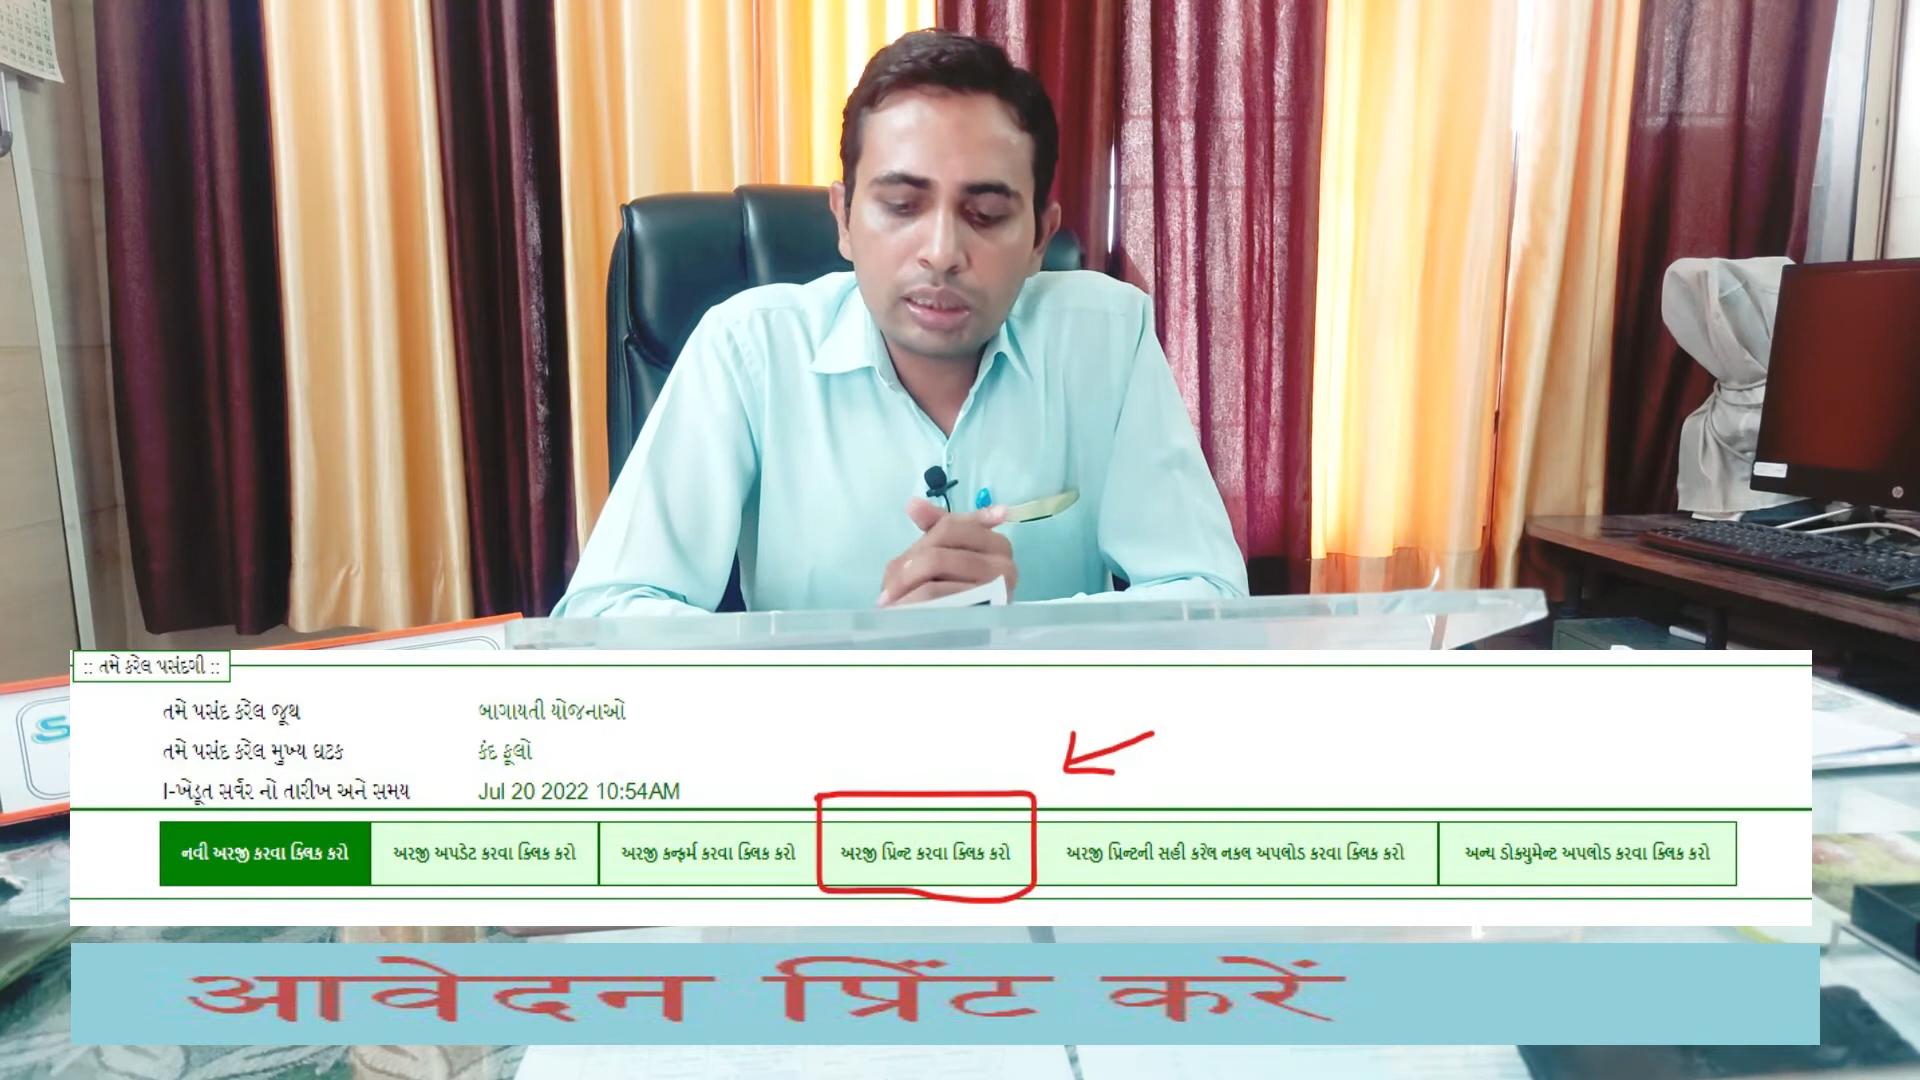 :: તમે કરેલ પસંદગી ::
તમે પસંદ કરેલ જૂથ બાગાયતી યોજનાઓ
તમે પસંદ કરેલ મુખ્ય ઘટક કંદ ફૂલો
I-ખેડૂત સર્વર નો તારીખ અને સમય Jul 20 2022 10:54AM
નવી અરજી કરવા ક્લિક કરો અરજી અપડેટ કરવા ક્લિક કરો અરજી કન્ફર્મ કરવા ક્લિક કરો અરજી પ્રિન્ટ કરવા ક્લિક કરો અરજી પ્રિન્ટની સહી કરેલ નકલ અપલોડ કરવા ક્લિક કરો અન્ય ડોક્યુમેન્ટ અપલોડ કરવા ક્લિક કરો
आवेदन प्रिंट करें